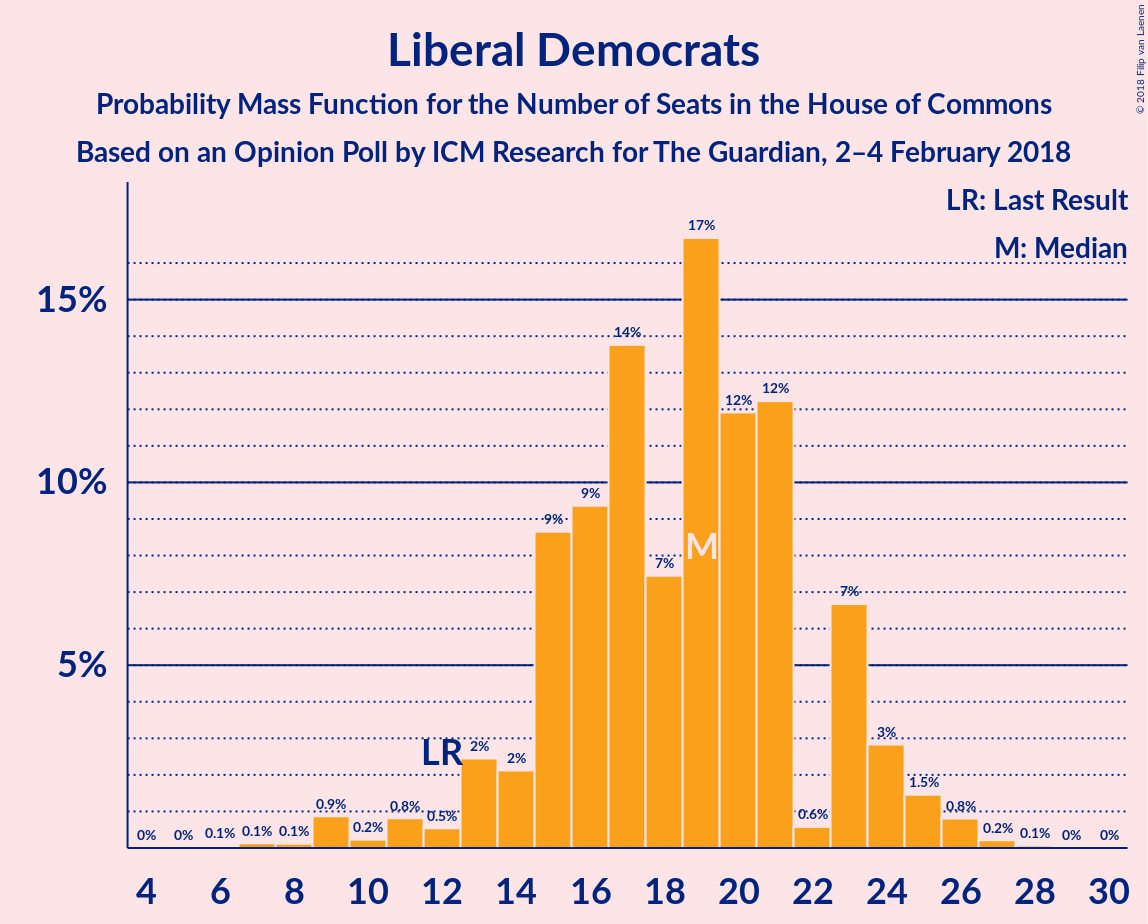 © 2018 Filip van Laenen
Liberal Democrats
Probability Mass Function for the Number of Seats in the House of Commons
Based on an Opinion Poll by ICM Research for The Guardian, 2–4 February 2018
LR: Last Result
M: Median
15%
10%
5%
0% 0% 0.1% 0.1% 0.1% 0.9% 0.2% 0.8% 0.5% 2% 2% 9% 9% 14% 7% 17% 12% 12% 0.6% 7% 3% 1.5% 0.8% 0.2% 0.1% 0% 0%
LR
M
4 6 8 10 12 14 16 18 20 22 24 26 28 30